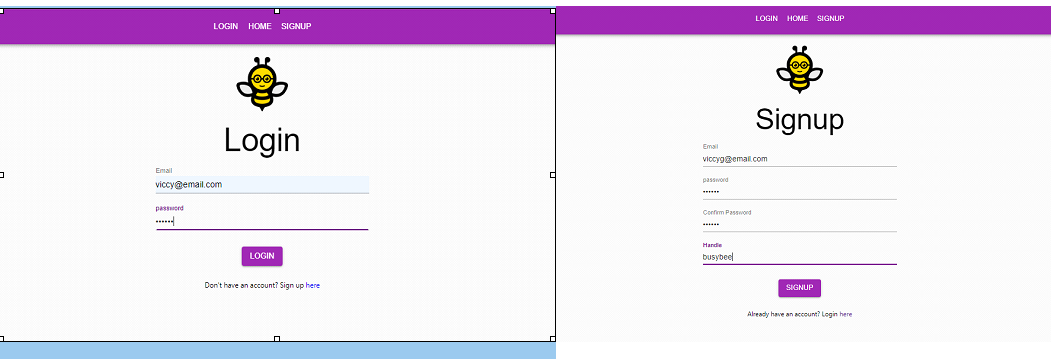 LOGIN HOME SIGNUP
Login
Email
viccy@email.com
password
••••••
LOGIN
Don't have an account? Sign up here
LOGIN HOME SIGNUP
Signup
Email
viccyg@email.com
password
••••••
Confirm Password
••••••
Handle
busybee
SIGNUP
Already have an account? Login here